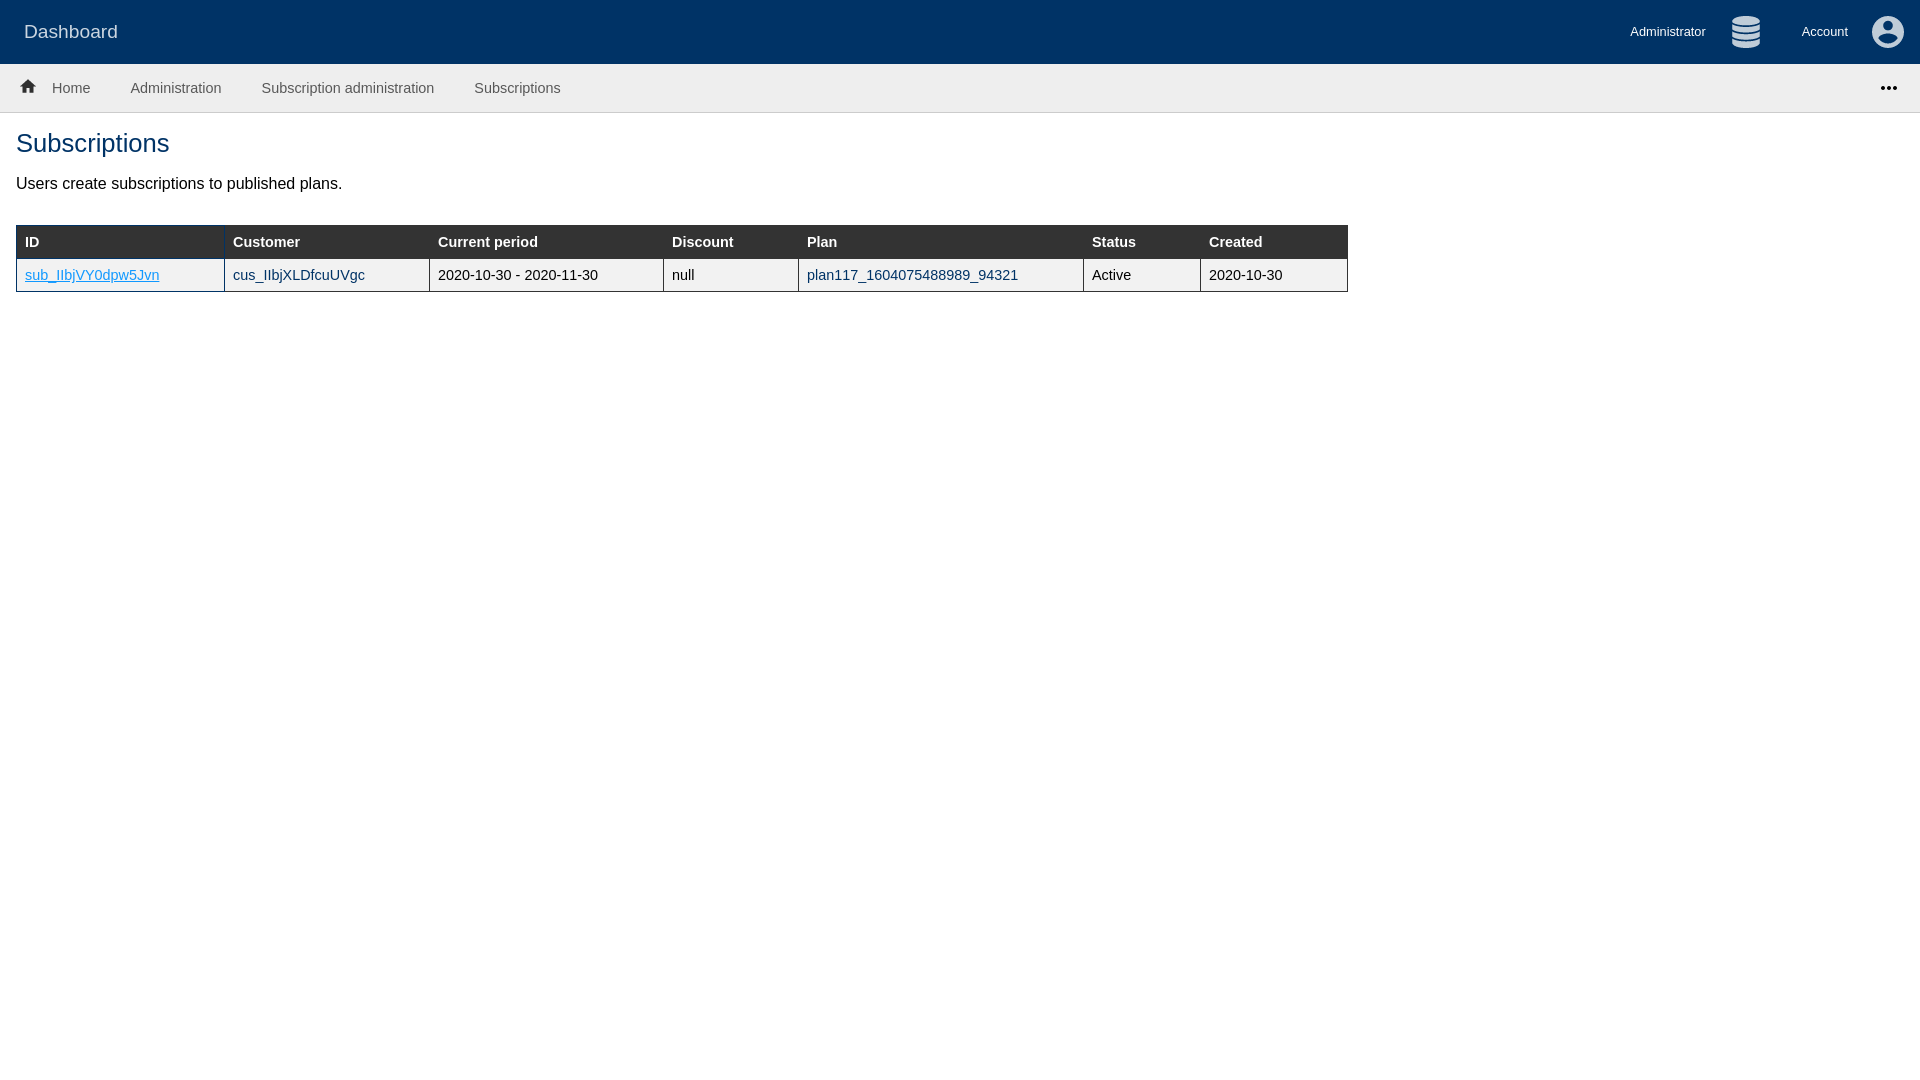 Dashboard
Administrator
Account
Home
Administration
Subscription administration
Subscriptions
Subscriptions
Users create subscriptions to published plans.
ID Customer Current period Discount Plan Status Created
sub_IIbjVY0dpw5Jvn cus_IIbjXLDfcuUVgc 2020-10-30 - 2020-11-30 null plan117_1604075488989_94321 Active 2020-10-30